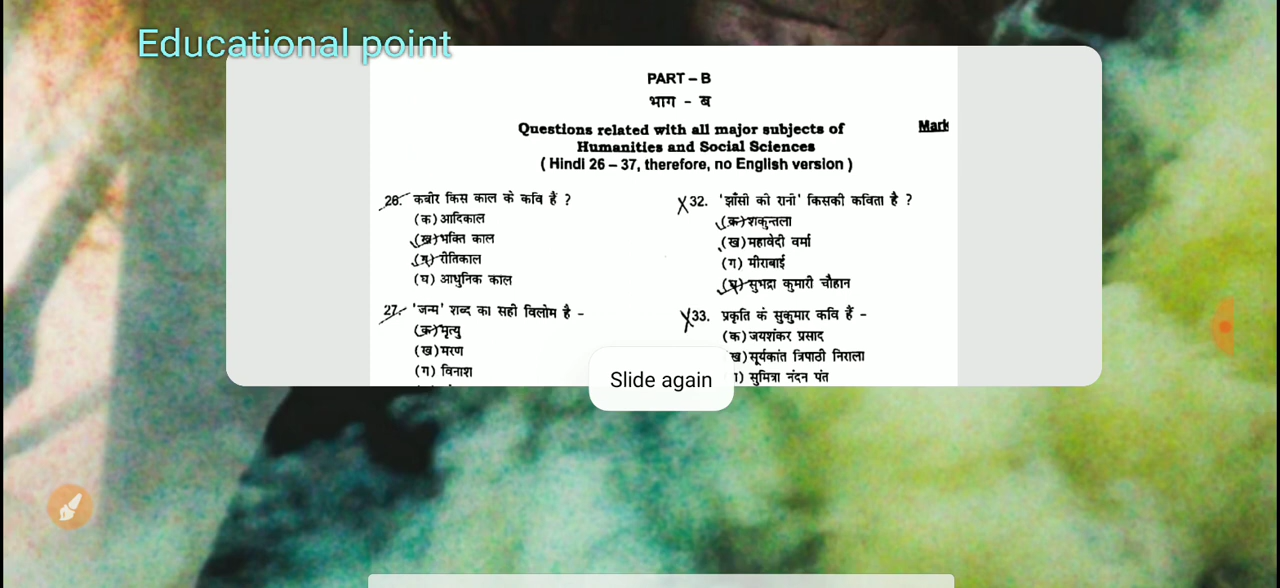 Educational point
PART – B
भाग - ब
Questions related with all major subjects of
Humanities and Social Sciences
( Hindi 26 – 37, therefore, no English version )
Mark
26. कबीर किस काल के कवि हैं ?
(क) आदिकाल
(ख) भक्ति काल
(ग) रीतिकाल
(घ) आधुनिक काल
27. 'जन्म' शब्द का सही विलोम है -
(क) मृत्यु
(ख) मरण
(ग) विनाश
32. 'झाँसी की रानी' किसकी कविता है ?
(क) शकुन्तला
(ख) महावेदी वर्मा
(ग) मीराबाई
(घ) सुभद्रा कुमारी चौहान
33. प्रकृति के सुकुमार कवि हैं -
(क) जयशंकर प्रसाद
ख) सूर्यकांत त्रिपाठी निराला
ग) सुमित्रा नंदन पंत
Slide again